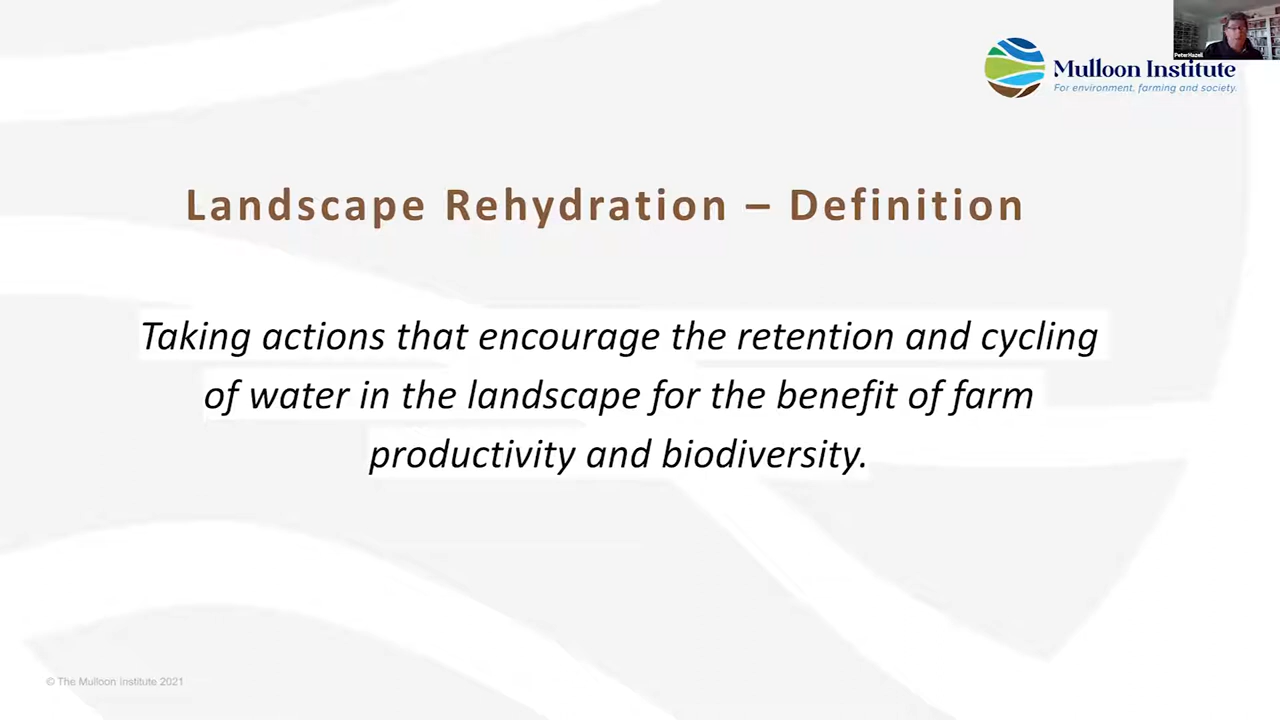 PeterHazell
Mulloon Institute
For environment, farming and society.
Landscape Rehydration – Definition
Taking actions that encourage the retention and cycling
of water in the landscape for the benefit of farm
productivity and biodiversity.
© The Mulloon Institute 2021